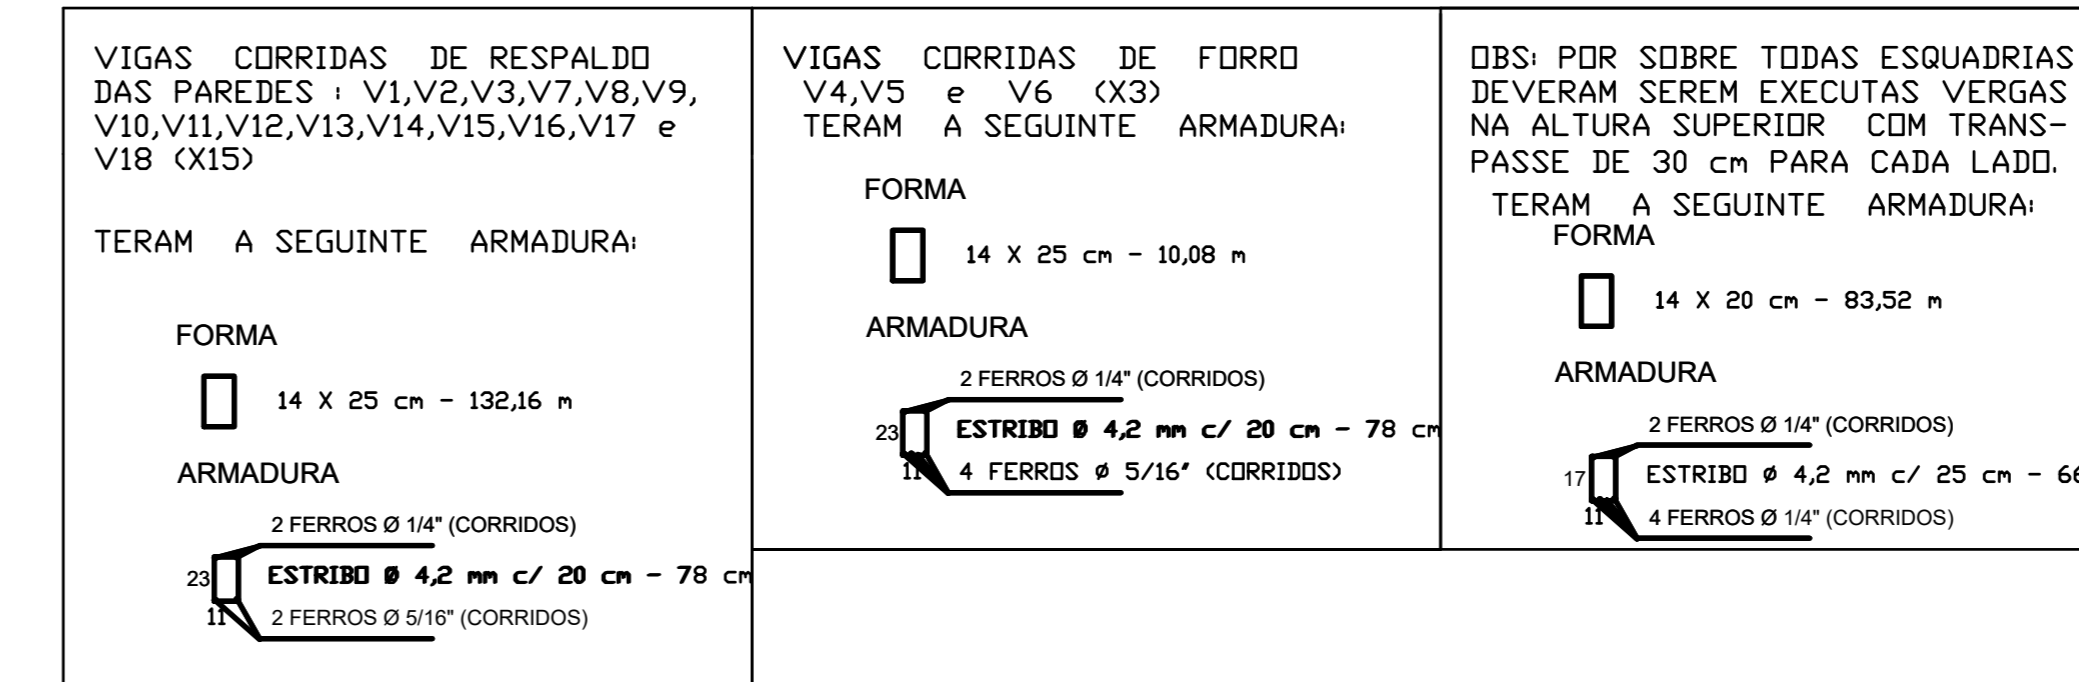 VIGAS CORRIDAS DE RESPALDO
DAS PAREDES : V1,V2,V3,V7,V8,V9,
V10,V11,V12,V13,V14,V15,V16,V17 e
V18 (X15)
TERAM A SEGUINTE ARMADURA:
FORMA
14 X 25 cm - 132,16 m
ARMADURA
2 FERROS Ø 1/4" (CORRIDOS)
23
ESTRIBO Ø 4,2 mm c/ 20 cm - 78 cm
11
2 FERROS Ø 5/16" (CORRIDOS)
VIGAS CORRIDAS DE FORRO
V4,V5 e V6 (X3)
TERAM A SEGUINTE ARMADURA:
FORMA
14 X 25 cm - 10,08 m
ARMADURA
2 FERROS Ø 1/4" (CORRIDOS)
23
ESTRIBO Ø 4,2 mm c/ 20 cm - 78 cm
11
4 FERROS Ø 5/16" (CORRIDOS)
OBS: POR SOBRE TODAS ESQUADRIAS
DEVERAM SEREM EXECUTAS VERGAS
NA ALTURA SUPERIOR COM TRANS-
PASSE DE 30 cm PARA CADA LADO.
TERAM A SEGUINTE ARMADURA:
FORMA
14 X 20 cm - 83,52 m
ARMADURA
2 FERROS Ø 1/4" (CORRIDOS)
17
ESTRIBO Ø 4,2 mm c/ 25 cm - 66
11
4 FERROS Ø 1/4" (CORRIDOS)